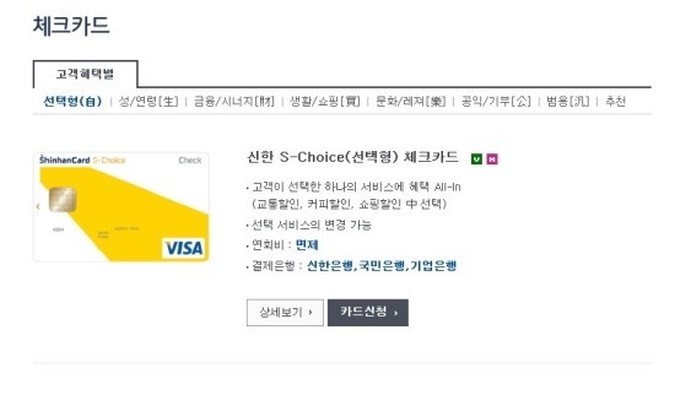 체크카드
고객혜택별
선택형(自) | 성/연령[生] | 금융/시너지[財] | 생활/쇼핑[買] | 문화/레져[樂] | 공익/기부[公] | 범용[汎] | 추천
ShinhanCard S-Choice Check
VISA
신한 S-Choice(선택형) 체크카드 V M
· 고객이 선택한 하나의 서비스에 혜택 All-In
(교통할인, 커피할인, 쇼핑할인 中 선택)
· 선택 서비스의 변경 가능
· 연회비 : 면제
· 결제은행 : 신한은행,국민은행,기업은행
상세보기 › 카드신청 ›